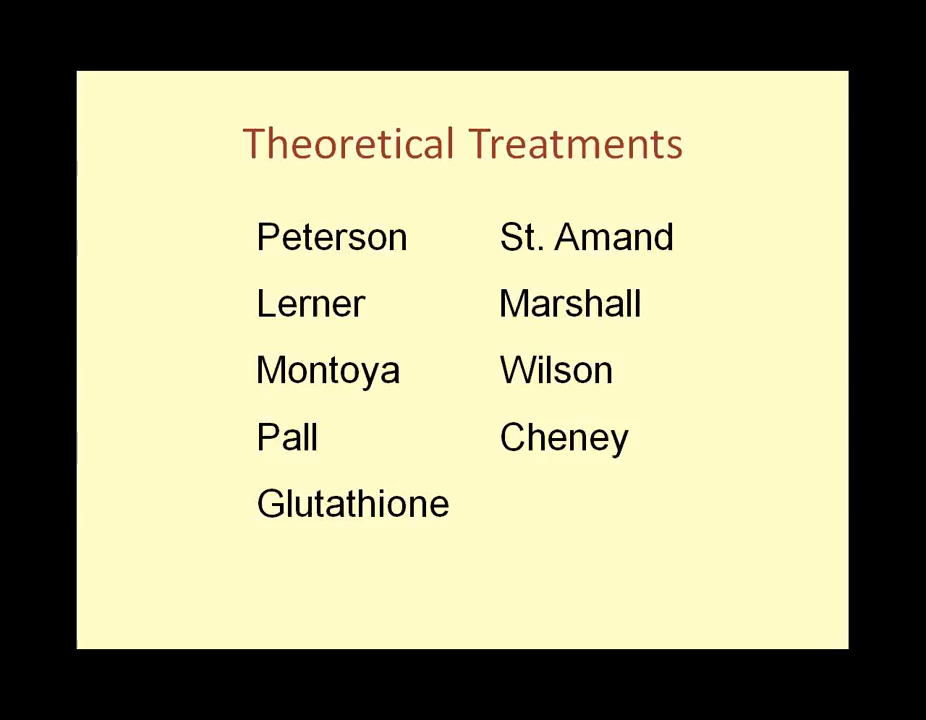 Theoretical Treatments
Peterson
Lerner
Montoya
Pall
Glutathione
St. Amand
Marshall
Wilson
Cheney